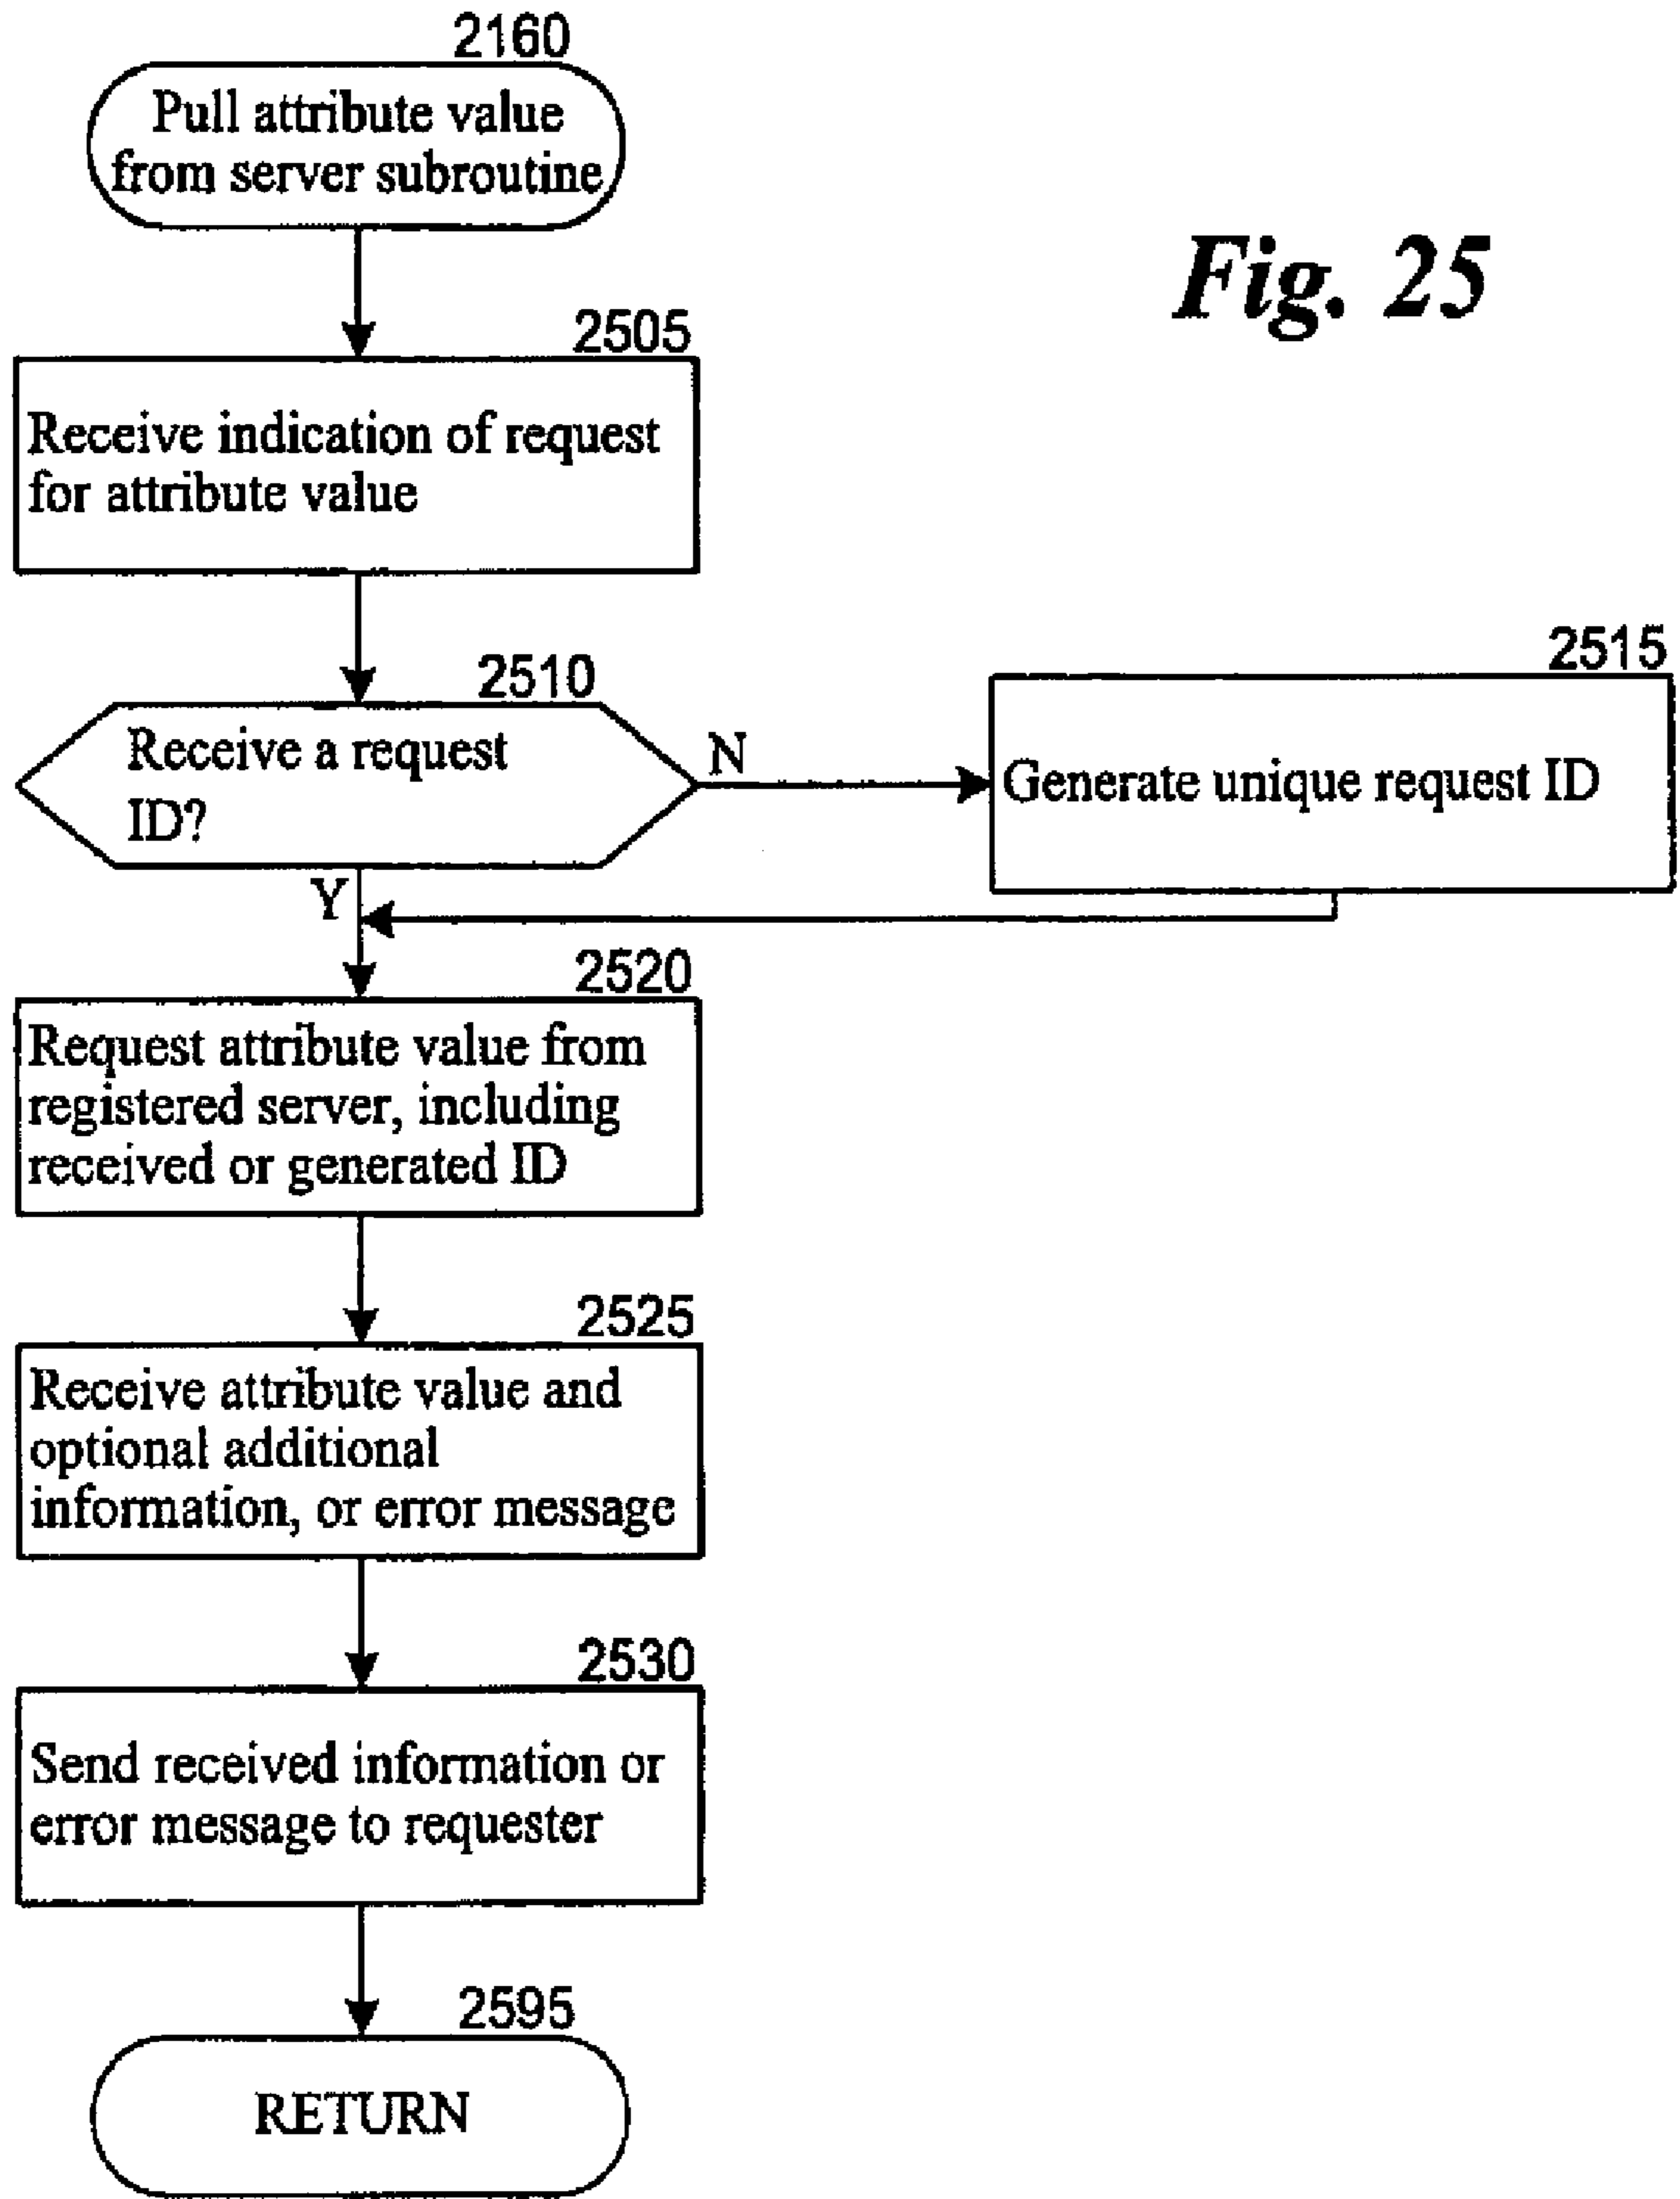 2160
Pull attribute value
from server subroutine
Fig. 25
2505
Receive indication of request
for attribute value
2510
Receive a request
ID?
N
2515
Generate unique request ID
Y
2520
Request attribute value from
registered server, including
received or generated ID
2525
Receive attribute value and
optional additional
information, or error message
2530
Send received information or
error message to requester
2595
RETURN